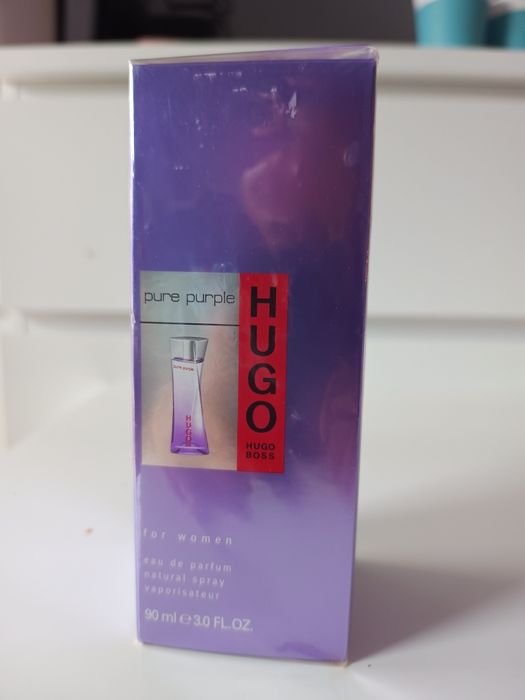 pure purple
HUGO
HUGO
BOSS
HUGO
for women
eau de parfum
natural spray
vaporisateur
90 ml ℮ 3.0 FL.OZ.